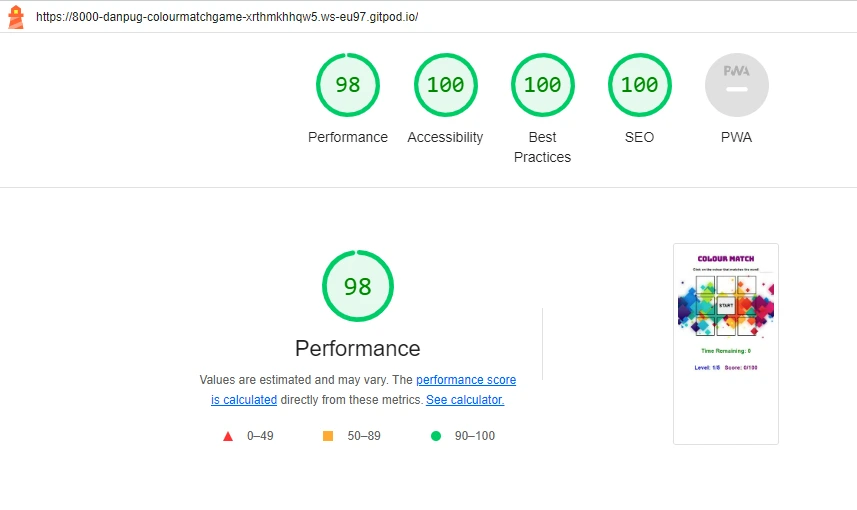 https://8000-danpug-colourmatchgame-xrthmkhhqw5.ws-eu97.gitpod.io/
98
100
100
100
PWA
Performance
Accessibility
Best
Practices
SEO
PWA
98
Performance
Values are estimated and may vary. The performance score
is calculated directly from these metrics. See calculator.
0–49
50–89
90–100
COLOUR MATCH
Click on the colour that matches the word!
START
Time Remaining: 0
Level: 1/8 Score: 0/100